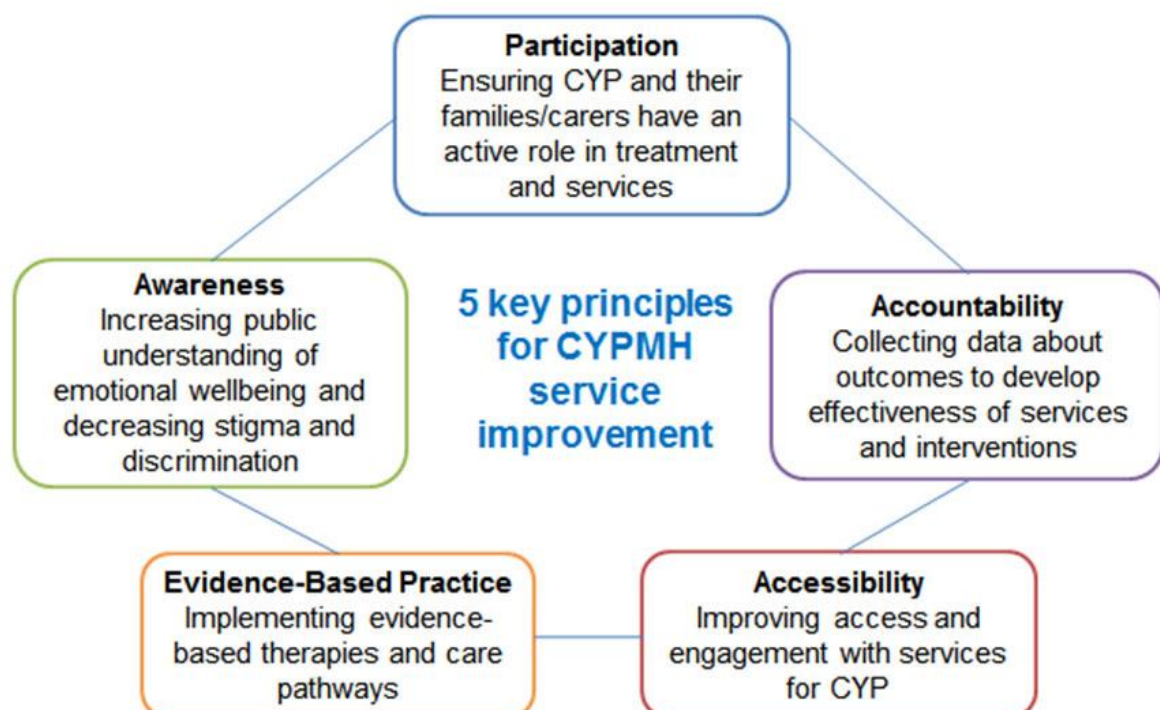 Participation
Ensuring CYP and their
families/carers have an
active role in treatment
and services
Awareness
Increasing public
understanding of
emotional wellbeing and
decreasing stigma and
discrimination
5 key principles
for CYPMH
service
improvement
Accountability
Collecting data about
outcomes to develop
effectiveness of services
and interventions
Evidence-Based Practice
Implementing evidence-
based therapies and care
pathways
Accessibility
Improving access and
engagement with services
for CYP